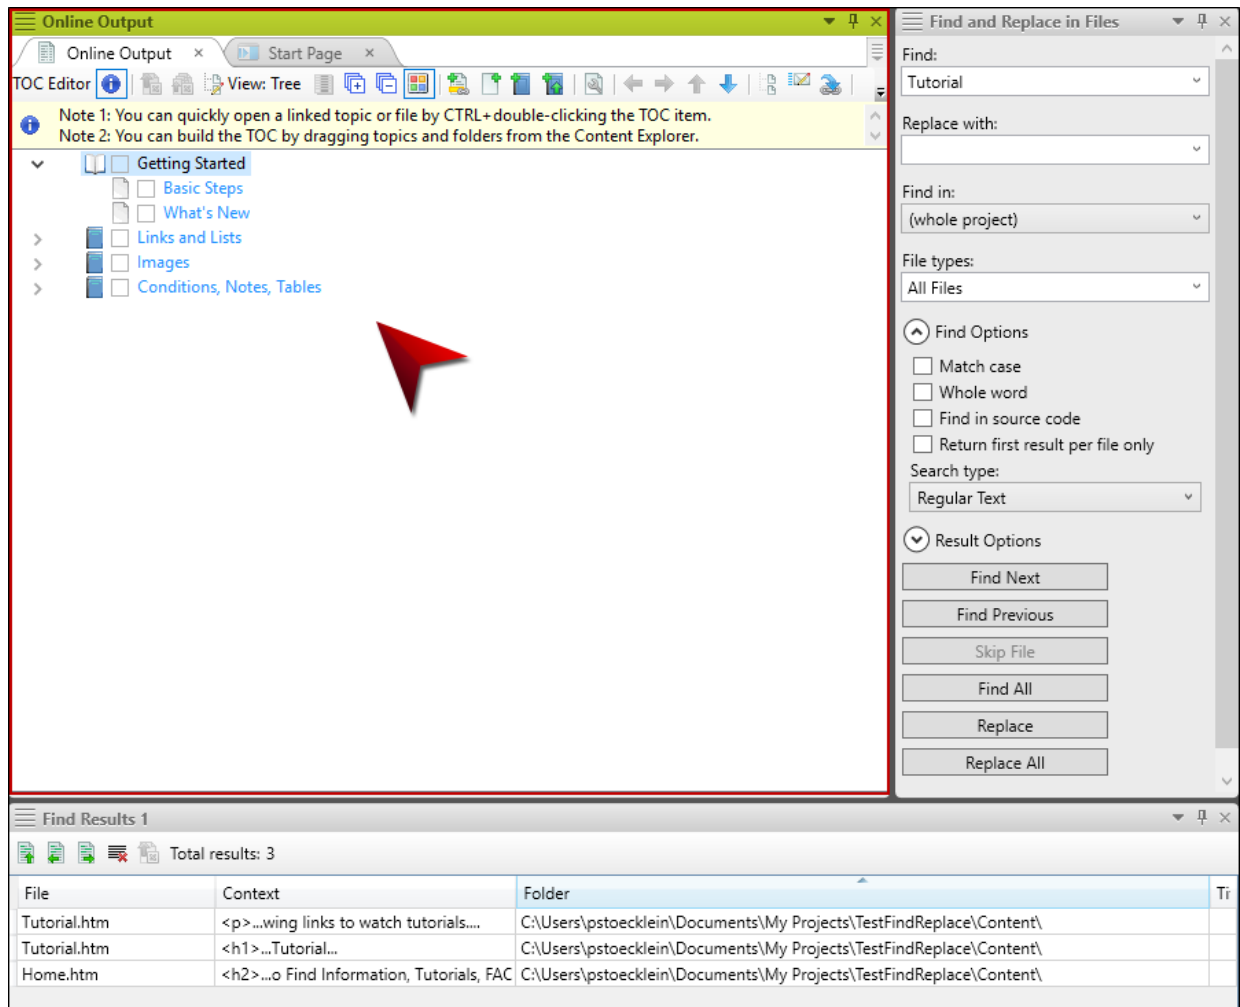 Online Output
Online Output × Start Page ×
TOC Editor View: Tree
Note 1: You can quickly open a linked topic or file by CTRL+double-clicking the TOC item.
Note 2: You can build the TOC by dragging topics and folders from the Content Explorer.
Getting Started
Basic Steps
What's New
Links and Lists
Images
Conditions, Notes, Tables
Find and Replace in Files
Find:
Tutorial
Replace with:
Find in:
(whole project)
File types:
All Files
Find Options
Match case
Whole word
Find in source code
Return first result per file only
Search type:
Regular Text
Result Options
Find Next
Find Previous
Skip File
Find All
Replace
Replace All
Find Results 1
Total results: 3
File Context Folder Ti
Tutorial.htm <p>...wing links to watch tutorials.... C:\Users\pstoecklein\Documents\My Projects\TestFindReplace\Content\
Tutorial.htm <h1>...Tutorial... C:\Users\pstoecklein\Documents\My Projects\TestFindReplace\Content\
Home.htm <h2>...o Find Information, Tutorials, FAC C:\Users\pstoecklein\Documents\My Projects\TestFindReplace\Content\